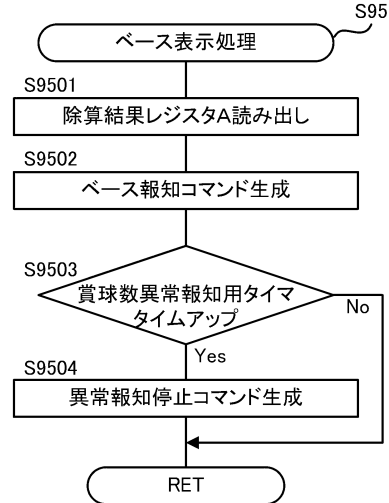 S95
ベース表示処理
S9501
除算結果レジスタA読み出し
S9502
ベース報知コマンド生成
S9503
賞球数異常報知用タイマ
タイムアップ
No
Yes
S9504
異常報知停止コマンド生成
RET